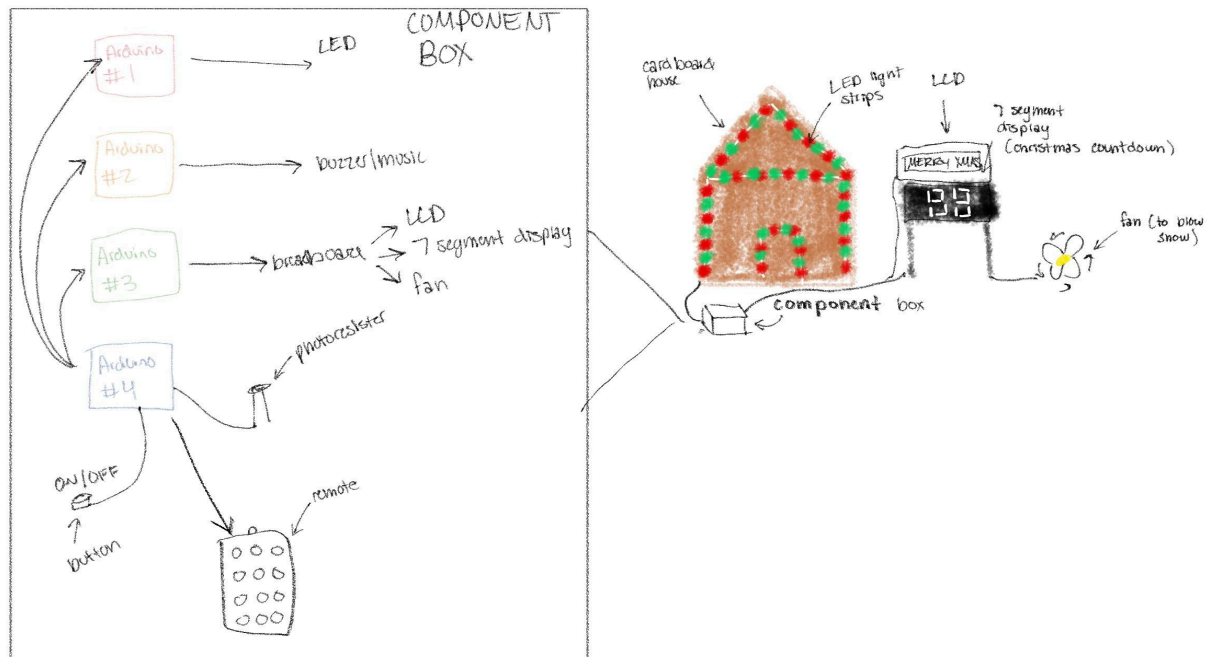 COMPONENT
BOX
Arduino
#1
LED
Arduino
#2
buzzer/music
Arduino
#3
breadboard
LCD
7 segment display
fan
Arduino
#4
photoresister
ON/OFF
button
remote
cardboard
house
LED light
strips
LCD
7 segment
display
(christmas countdown)
MERRY XMAS
fan (to blow
snow)
component box